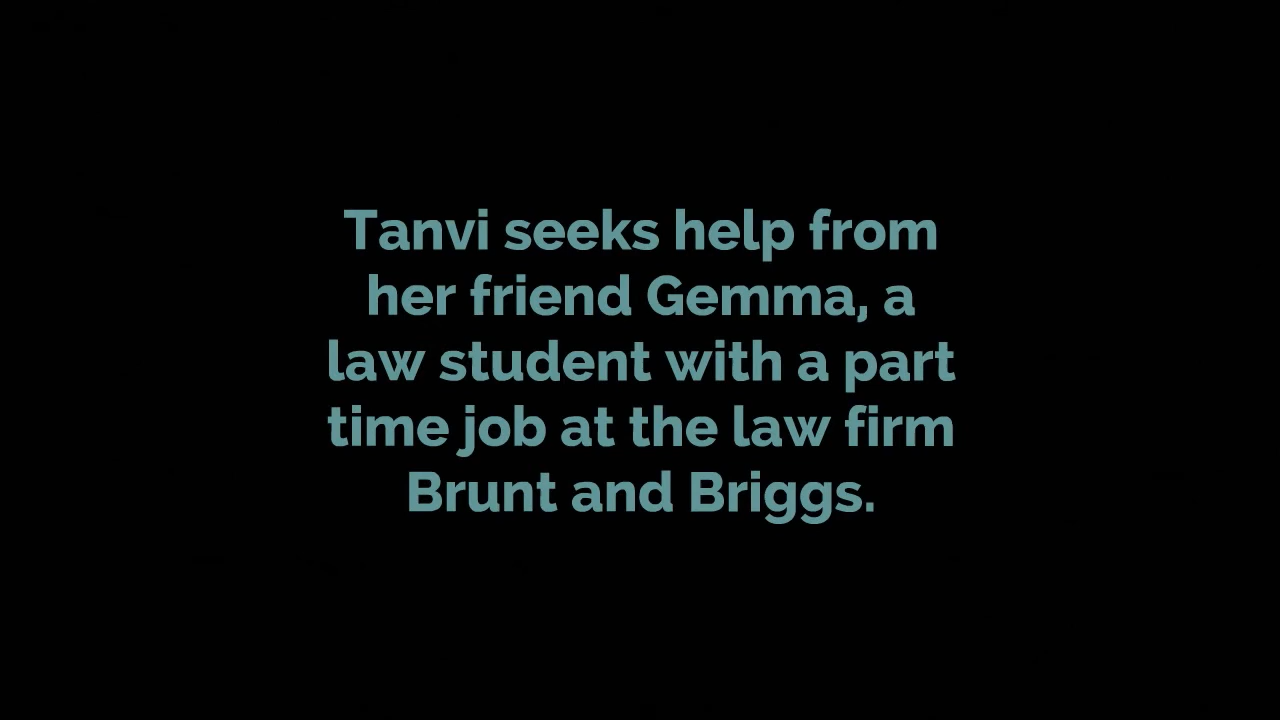 Tanvi seeks help from
her friend Gemma, a
law student with a part
time job at the law firm
Brunt and Briggs.